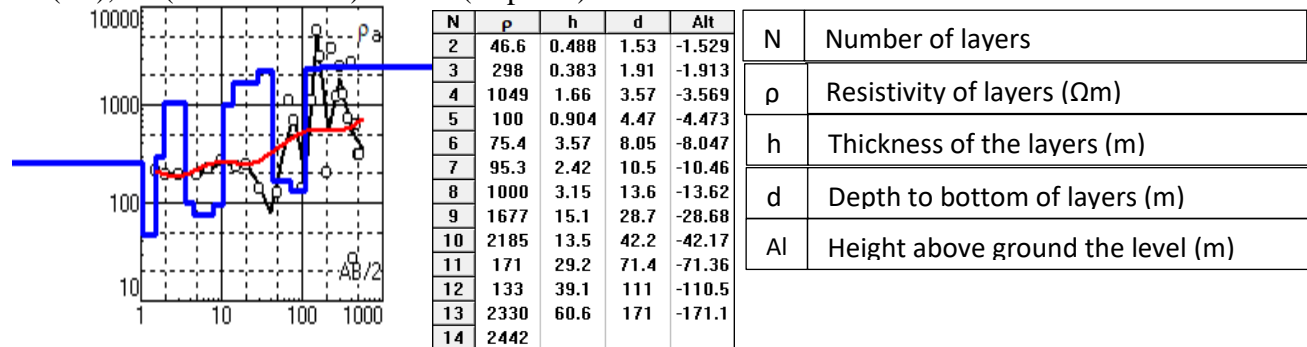 10000
ρa
1000
100
10
AB/2
1 10 100 1000
N ρ h d Alt
2 46.6 0.488 1.53 -1.529
3 298 0.383 1.91 -1.913
4 1049 1.66 3.57 -3.569
5 100 0.904 4.47 -4.473
6 75.4 3.57 8.05 -8.047
7 95.3 2.42 10.5 -10.46
8 1000 3.15 13.6 -13.62
9 1677 15.1 28.7 -28.68
10 2185 13.5 42.2 -42.17
11 171 29.2 71.4 -71.36
12 133 39.1 111 -110.5
13 2330 60.6 171 -171.1
14 2442
N Number of layers
ρ Resistivity of layers (Ωm)
h Thickness of the layers (m)
d Depth to bottom of layers (m)
Al Height above ground the level (m)